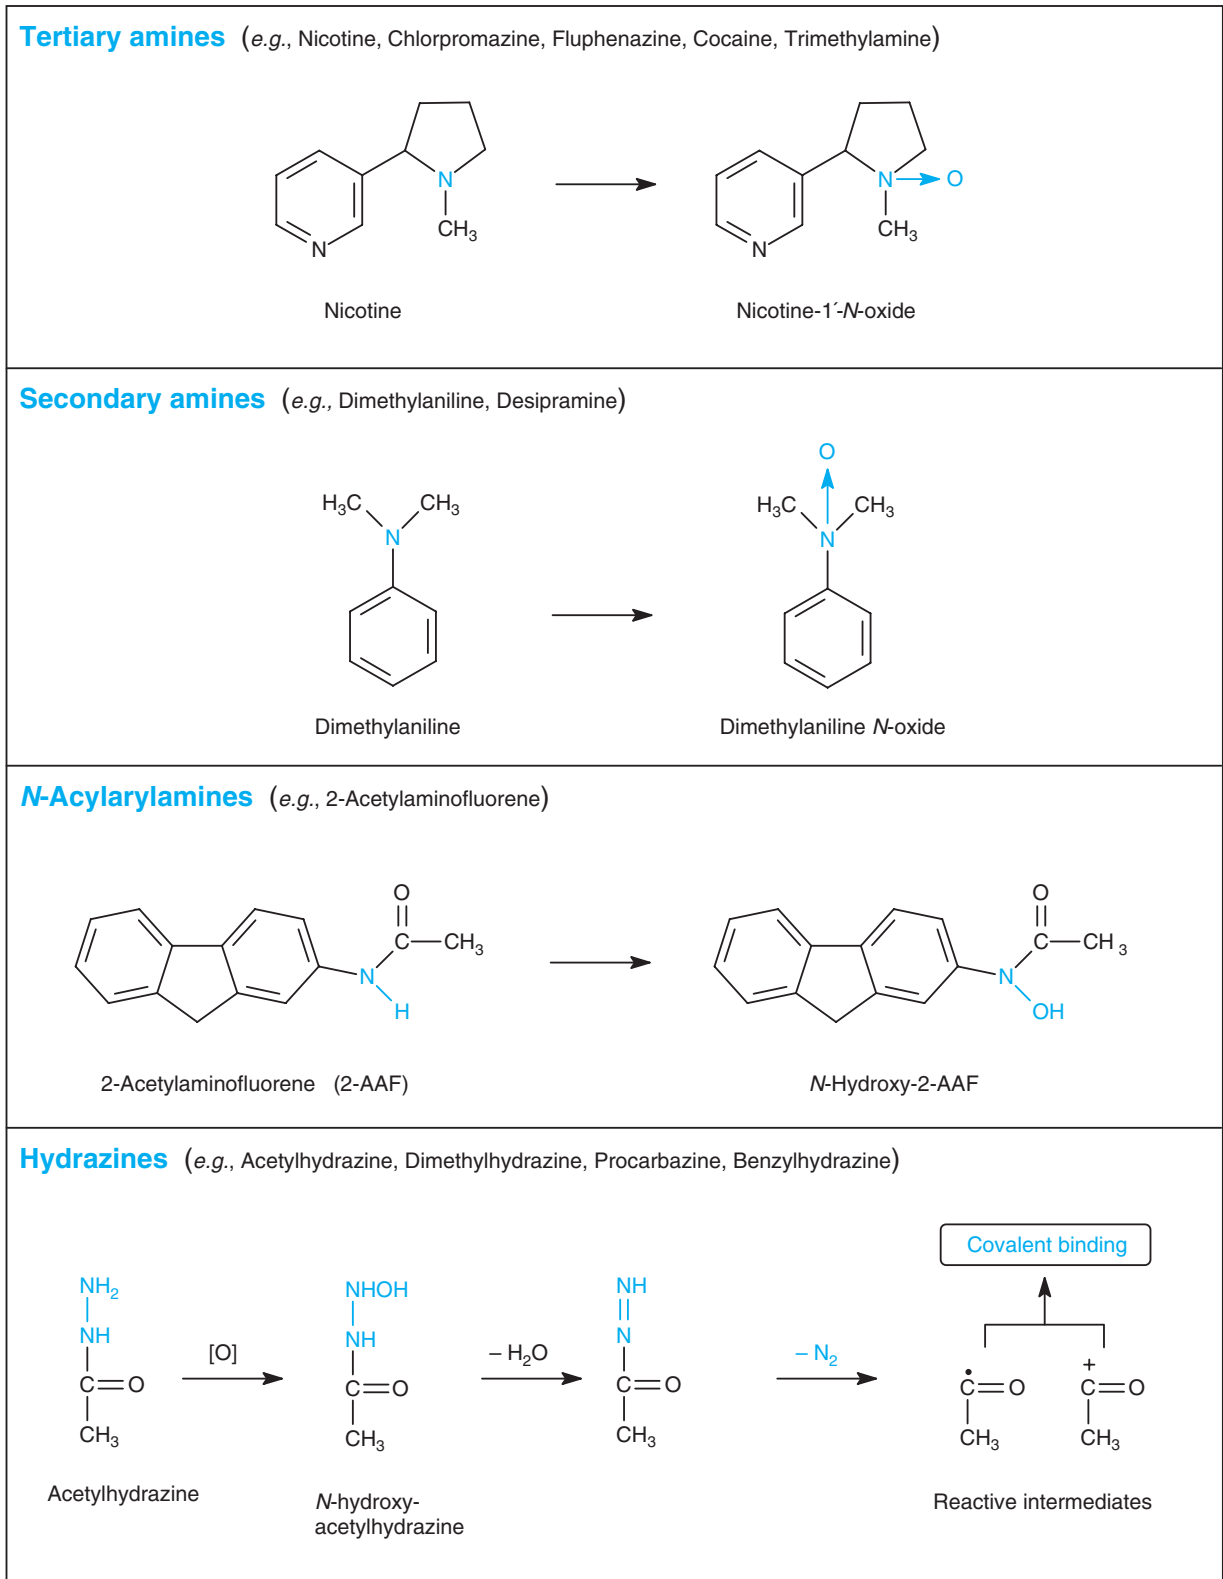 Tertiary amines (e.g., Nicotine, Chlorpromazine, Fluphenazine, Cocaine, Trimethylamine)
N
CH3
N
Nicotine
N
O
CH3
N
Nicotine-1´-N-oxide
Secondary amines (e.g., Dimethylaniline, Desipramine)
H3C
CH3
N
Dimethylaniline
O
H3C
CH3
N
Dimethylaniline N-oxide
N-Acylarylamines (e.g., 2-Acetylaminofluorene)
O
C
CH3
N
H
2-Acetylaminofluorene (2-AAF)
O
C
CH3
N
OH
N-Hydroxy-2-AAF
Hydrazines (e.g., Acetylhydrazine, Dimethylhydrazine, Procarbazine, Benzylhydrazine)
NH2
NH
C
O
CH3
Acetylhydrazine
[O]
NHOH
NH
C
O
CH3
N-hydroxy-
acetylhydrazine
– H2O
NH
N
C
O
CH3
– N2
Covalent binding
•
C
O
CH3
+
C
O
CH3
Reactive intermediates